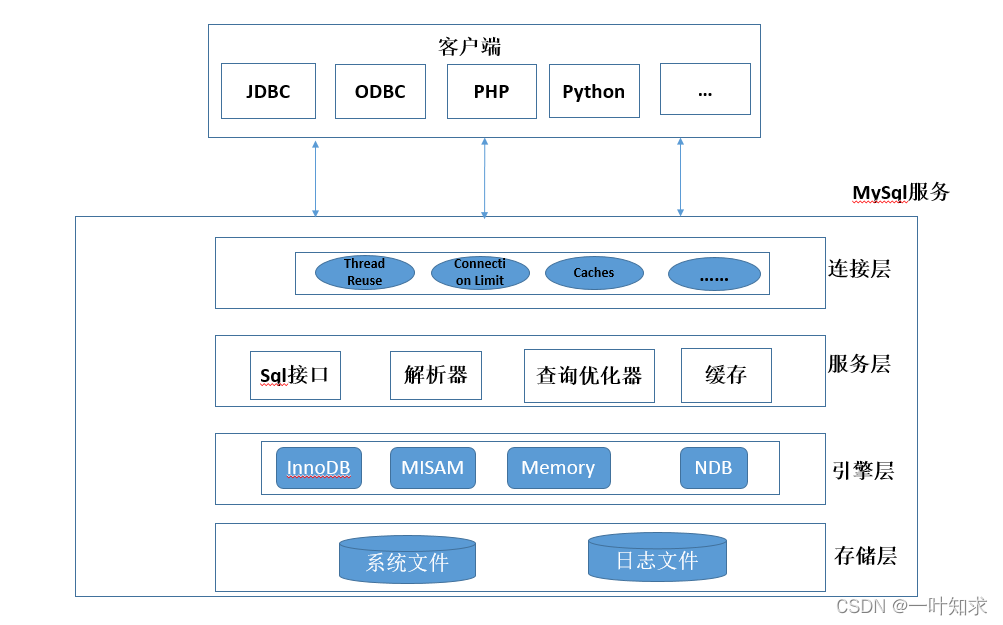 客户端
JDBC
ODBC
PHP
Python
...
MySql服务
Thread
Reuse
Connecti
on Limit
Caches
......
连接层
Sql接口
解析器
查询优化器
缓存
服务层
InnoDB
MISAM
Memory
NDB
引擎层
系统文件
日志文件
存储层
CSDN @一叶知求